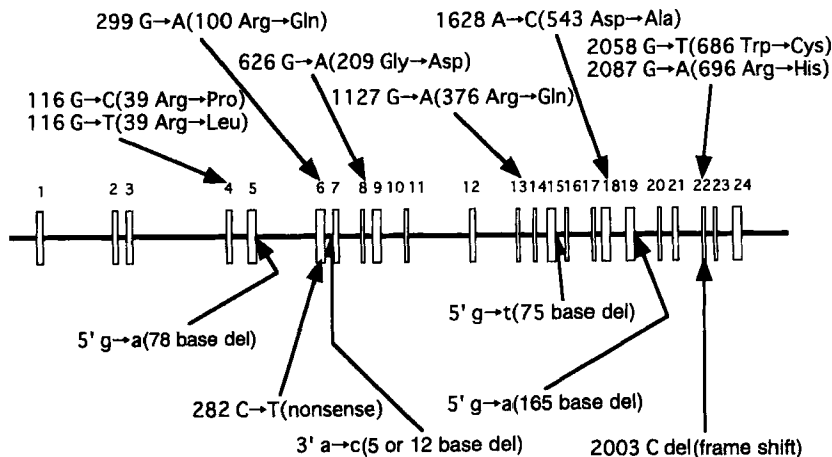 299 G→A(100 Arg→Gln)
1628 A→C(543 Asp→Ala)
626 G→A(209 Gly→Asp)
2058 G→T(686 Trp→Cys)
2087 G→A(696 Arg→His)
116 G→C(39 Arg→Pro)
116 G→T(39 Arg→Leu)
1127 G→A(376 Arg→Gln)
1 2 3 4 5 6 7 8 9 10 11 12 13 14 15 16 17 18 19 20 21 22 23 24
5' g→a(78 base del)
5' g→t(75 base del)
282 C→T(nonsense)
5' g→a(165 base del)
3' a→c(5 or 12 base del)
2003 C del(frame shift)